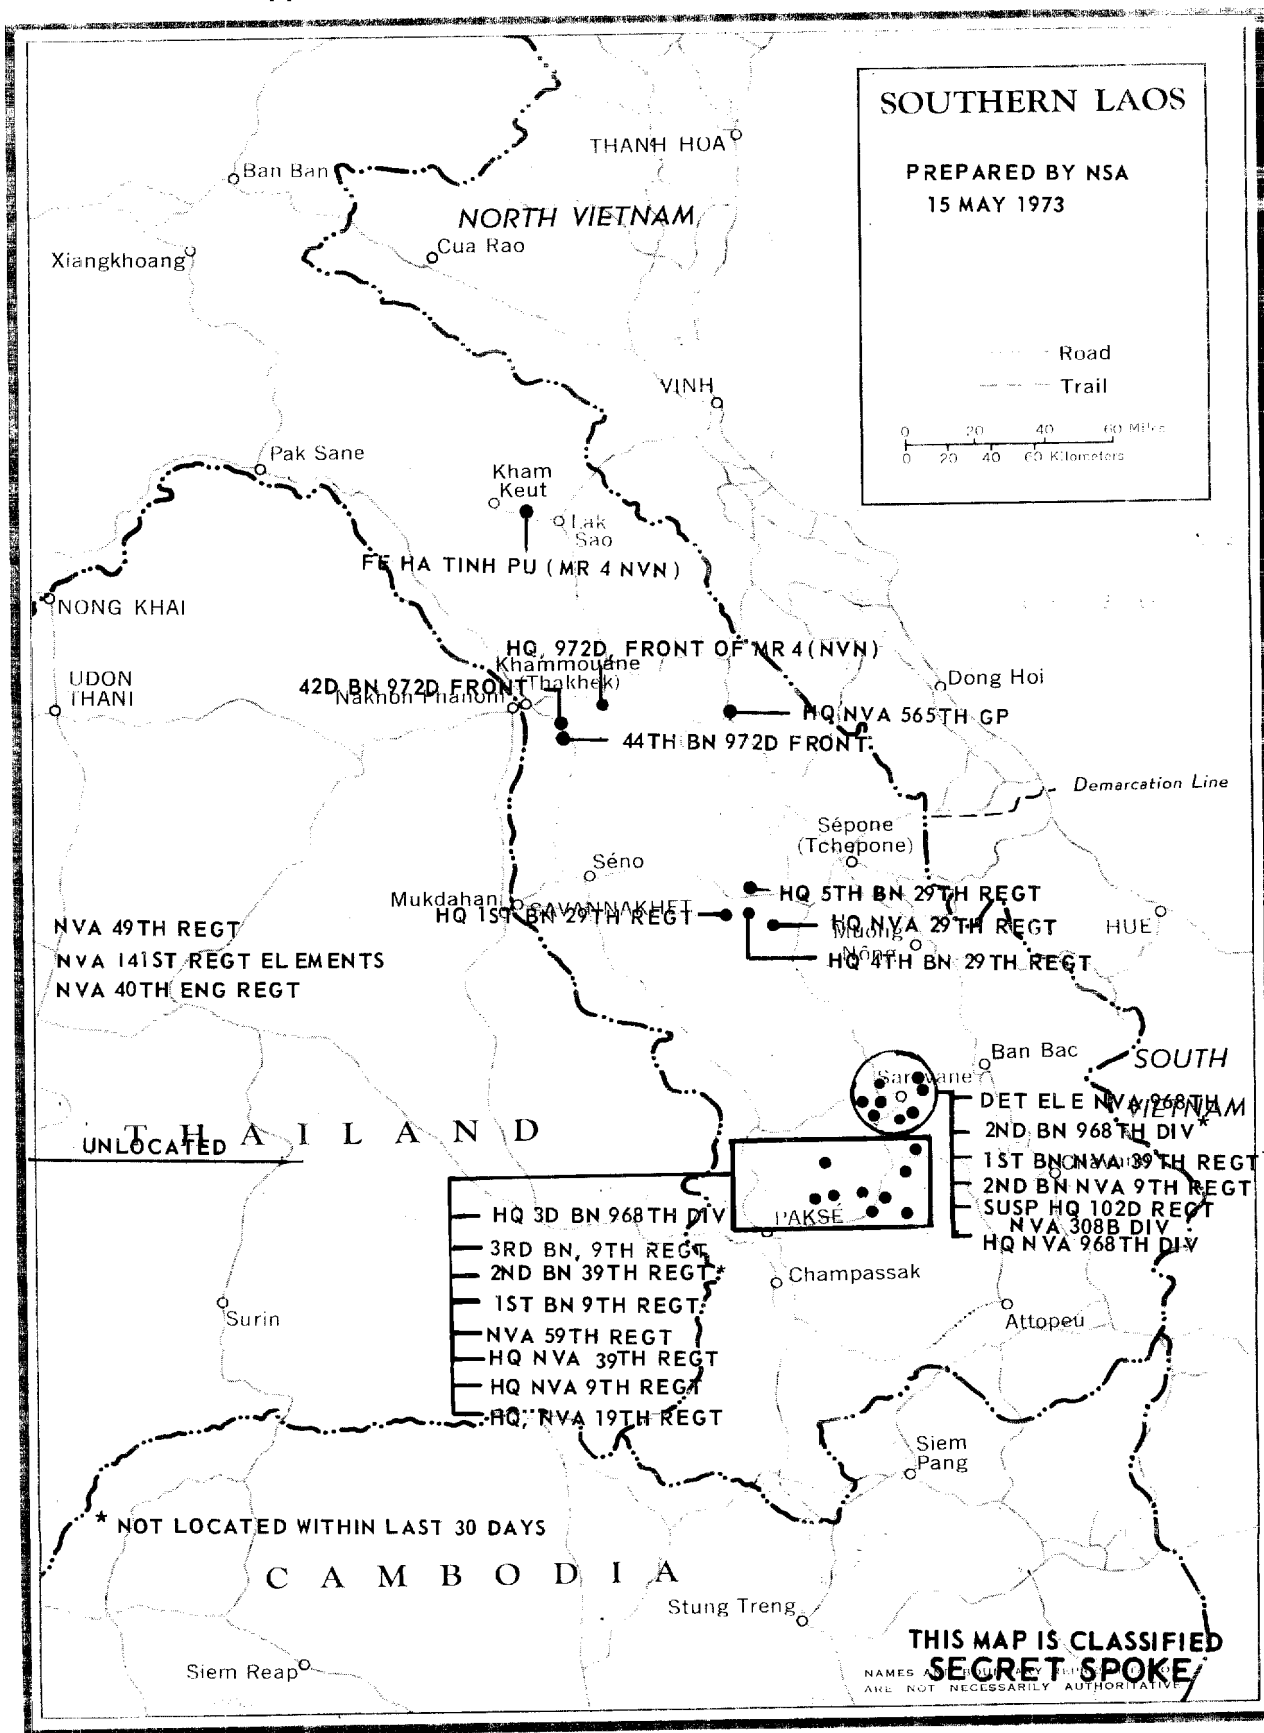 SOUTHERN LAOS
PREPARED BY NSA
15 MAY 1973
Road
Trail
0 20 40 60 Miles
0 20 40 60 Kilometers
THANH HOA
Ban Ban
NORTH VIETNAM
Cua Rao
Xiangkhoang
VINH
Pak Sane
Kham
Keut
Lak
Sao
FE HA TINH PU (MR 4 NVN)
NONG KHAI
HQ, 972D, FRONT OF MR 4 (NVN)
Khammouane
(Thakhek)
UDON
THANI
42D BN 972D FRONT
Nakhon Phanom
Dong Hoi
HQ NVA 565TH GP
44TH BN 972D FRONT
Demarcation Line
Sépone
(Tchepone)
Séno
HQ 5TH BN 29TH REGT
Mukdahan
SAVANNAKHET
HQ 1ST BN 29TH REGT
HQ NVA 29TH REGT
Muong
Nông
HQ 4TH BN 29TH REGT
HUE
NVA 49TH REGT
NVA 141ST REGT ELEMENTS
NVA 40TH ENG REGT
UNLOCATED
THAILAND
Ban Bac
SOUTH
VIETNAM
Saravane
DET ELE NVA 968TH
2ND BN 968TH DIV*
1ST BN NVA 39TH REGT
2ND BN NVA 9TH REGT
SUSP HQ 102D REGT
NVA 308B DIV
HQ NVA 968TH DIV
PAKSÉ
HQ 3D BN 968TH DIV
3RD BN, 9TH REGT
2ND BN 39TH REGT*
1ST BN 9TH REGT
NVA 59TH REGT
HQ NVA 39TH REGT
HQ NVA 9TH REGT
HQ, NVA 19TH REGT
Champassak
Surin
Attopeu
Siem
Pang
* NOT LOCATED WITHIN LAST 30 DAYS
CAMBODIA
Stung Treng
Siem Reap
THIS MAP IS CLASSIFIED
SECRET SPOKE
NAMES AND BOUNDARY
ARE NOT NECESSARILY AUTHORITATIVE